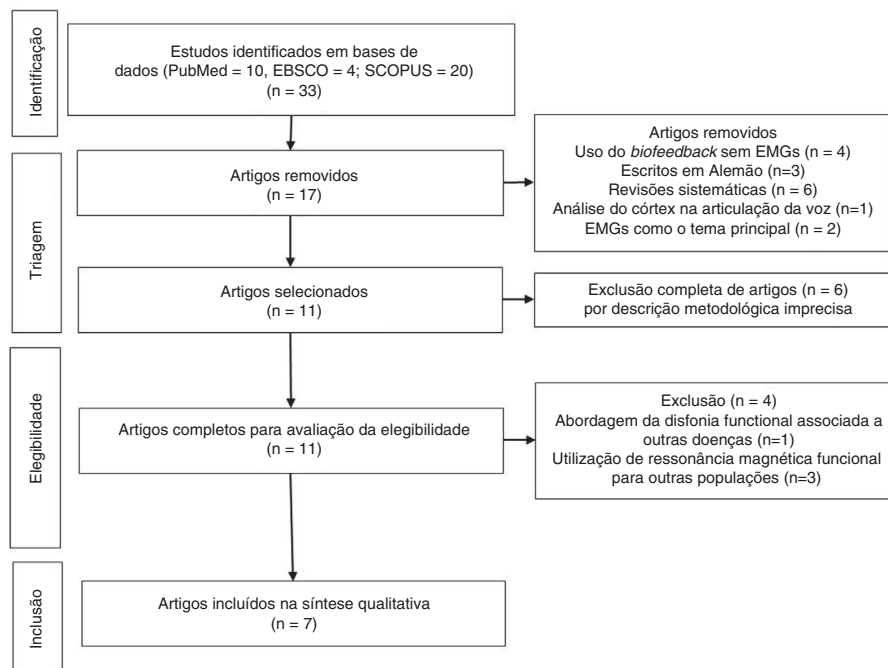 Identificação
Estudos identificados em bases de
dados (PubMed = 10, EBSCO = 4; SCOPUS = 20)
(n = 33)
Triagem
Artigos removidos
(n = 17)
Artigos removidos
Uso do biofeedback sem EMGs (n = 4)
Escritos em Alemão (n=3)
Revisões sistemáticas (n = 6)
Análise do córtex na articulação da voz (n=1)
EMGs como o tema principal (n = 2)
Artigos selecionados
(n = 11)
Exclusão completa de artigos (n = 6)
por descrição metodológica imprecisa
Elegibilidade
Artigos completos para avaliação da elegibilidade
(n = 11)
Exclusão (n = 4)
Abordagem da disfonia functional associada a
outras doenças (n=1)
Utilização de ressonância magnética funcional
para outras populações (n=3)
Inclusão
Artigos incluídos na síntese qualitativa
(n = 7)